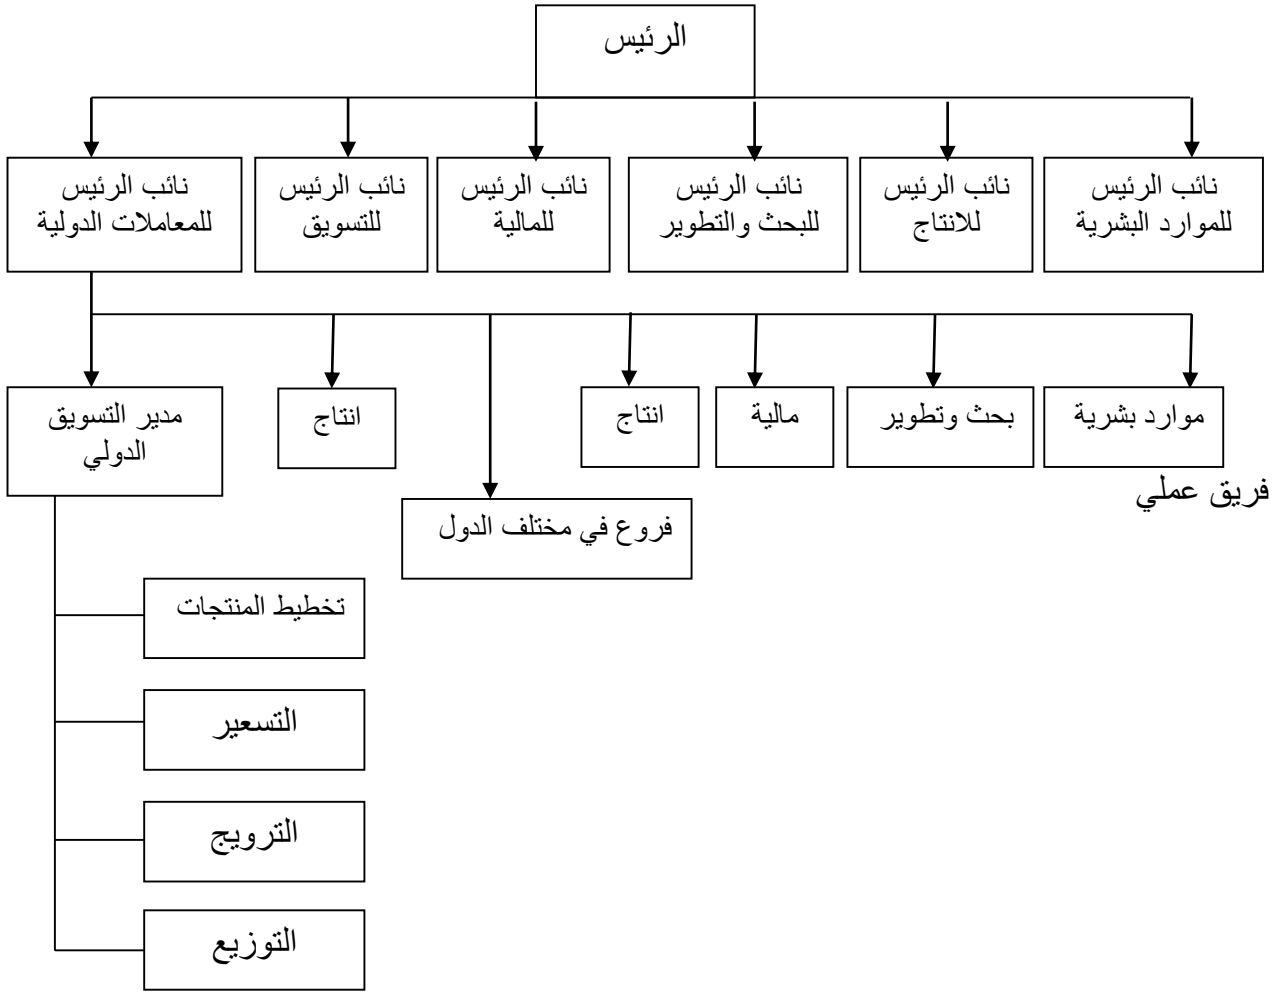 الرئيس
نائب الرئيس
للموارد البشرية
نائب الرئيس
للانتاج
نائب الرئيس
للبحث والتطوير
نائب الرئيس
للمالية
نائب الرئيس
للتسويق
نائب الرئيس
للمعاملات الدولية
موارد بشرية
بحث وتطوير
مالية
انتاج
انتاج
مدير التسويق
الدولي
فريق عملي
فروع في مختلف الدول
تخطيط المنتجات
التسعير
الترويج
التوزيع